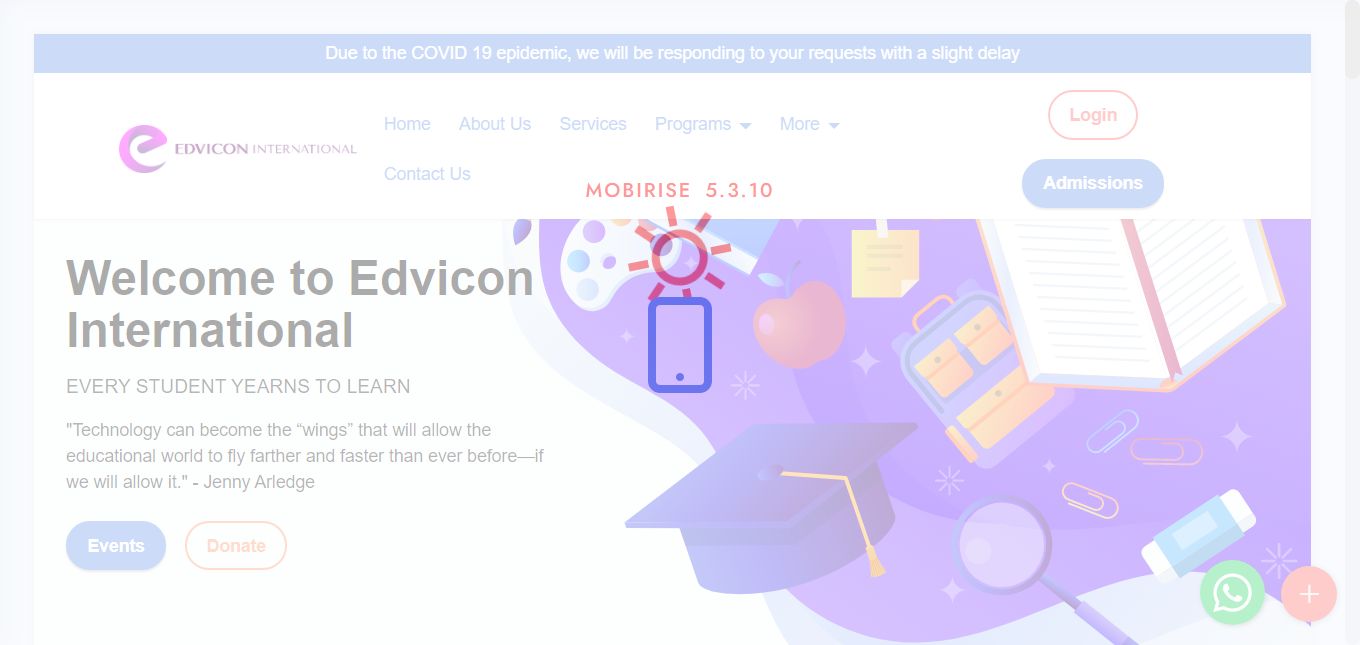 Due to the COVID 19 epidemic, we will be responding to your requests with a slight delay
EDVICON INTERNATIONAL
Home About Us Services Programs More
Contact Us
Login
Admissions
MOBIRISE 5.3.10
Welcome to Edvicon
International
EVERY STUDENT YEARNS TO LEARN
"Technology can become the “wings” that will allow the
educational world to fly farther and faster than ever before—if
we will allow it." - Jenny Arledge
Events Donate